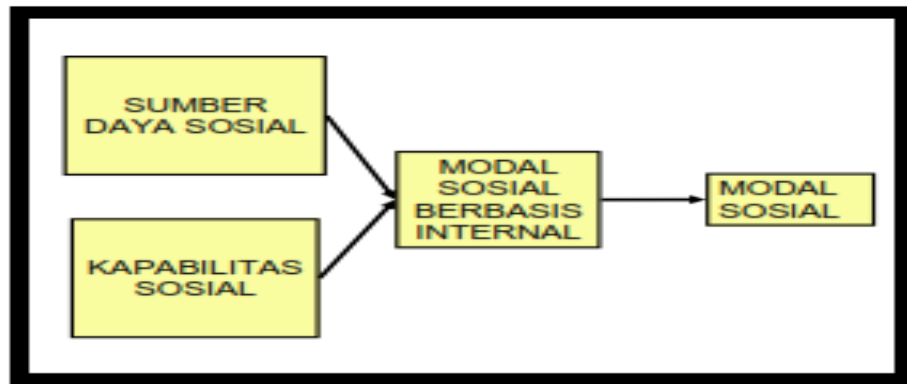 SUMBER
DAYA SOSIAL
KAPABILITAS
SOSIAL
MODAL
SOSIAL
BERBASIS
INTERNAL
MODAL
SOSIAL